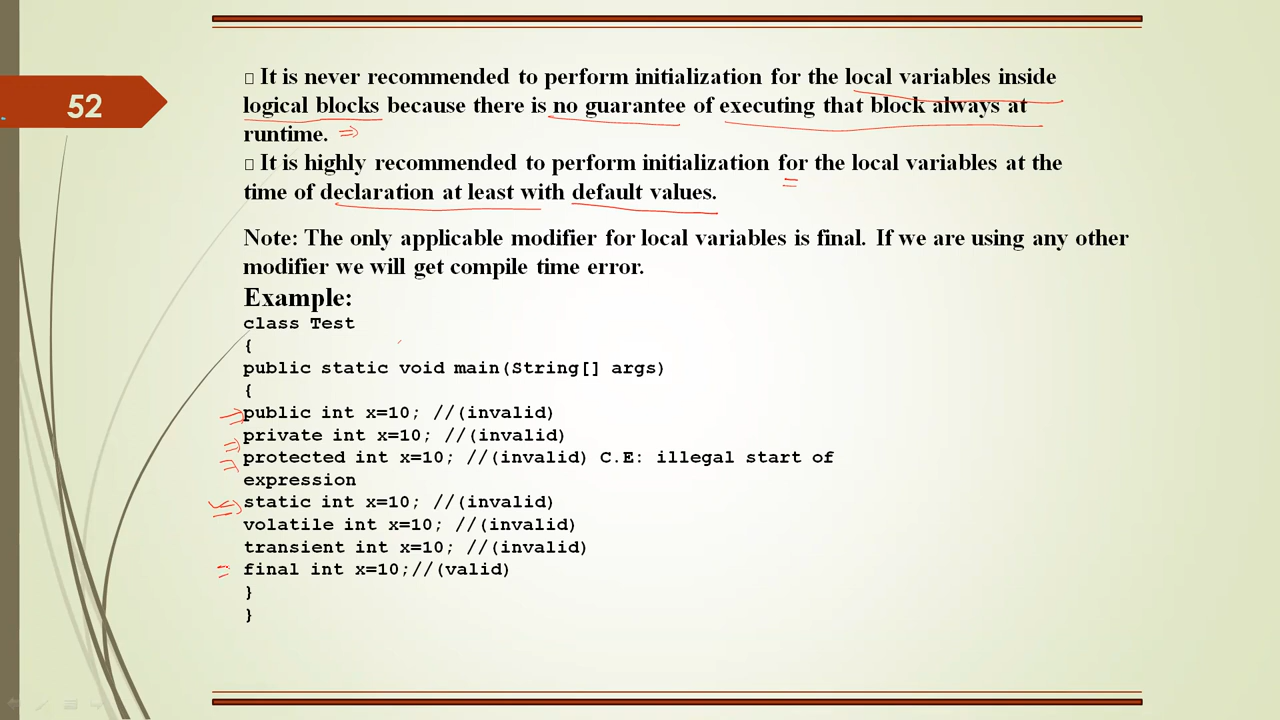 52
It is never recommended to perform initialization for the local variables inside
logical blocks because there is no guarantee of executing that block always at
runtime.
It is highly recommended to perform initialization for the local variables at the
time of declaration at least with default values.
Note: The only applicable modifier for local variables is final. If we are using any other
modifier we will get compile time error.
Example:
class Test
{
public static void main(String[] args)
{
public int x=10; //(invalid)
private int x=10; //(invalid)
protected int x=10; //(invalid) C.E: illegal start of
expression
static int x=10; //(invalid)
volatile int x=10; //(invalid)
transient int x=10; //(invalid)
final int x=10;//(valid)
}
}